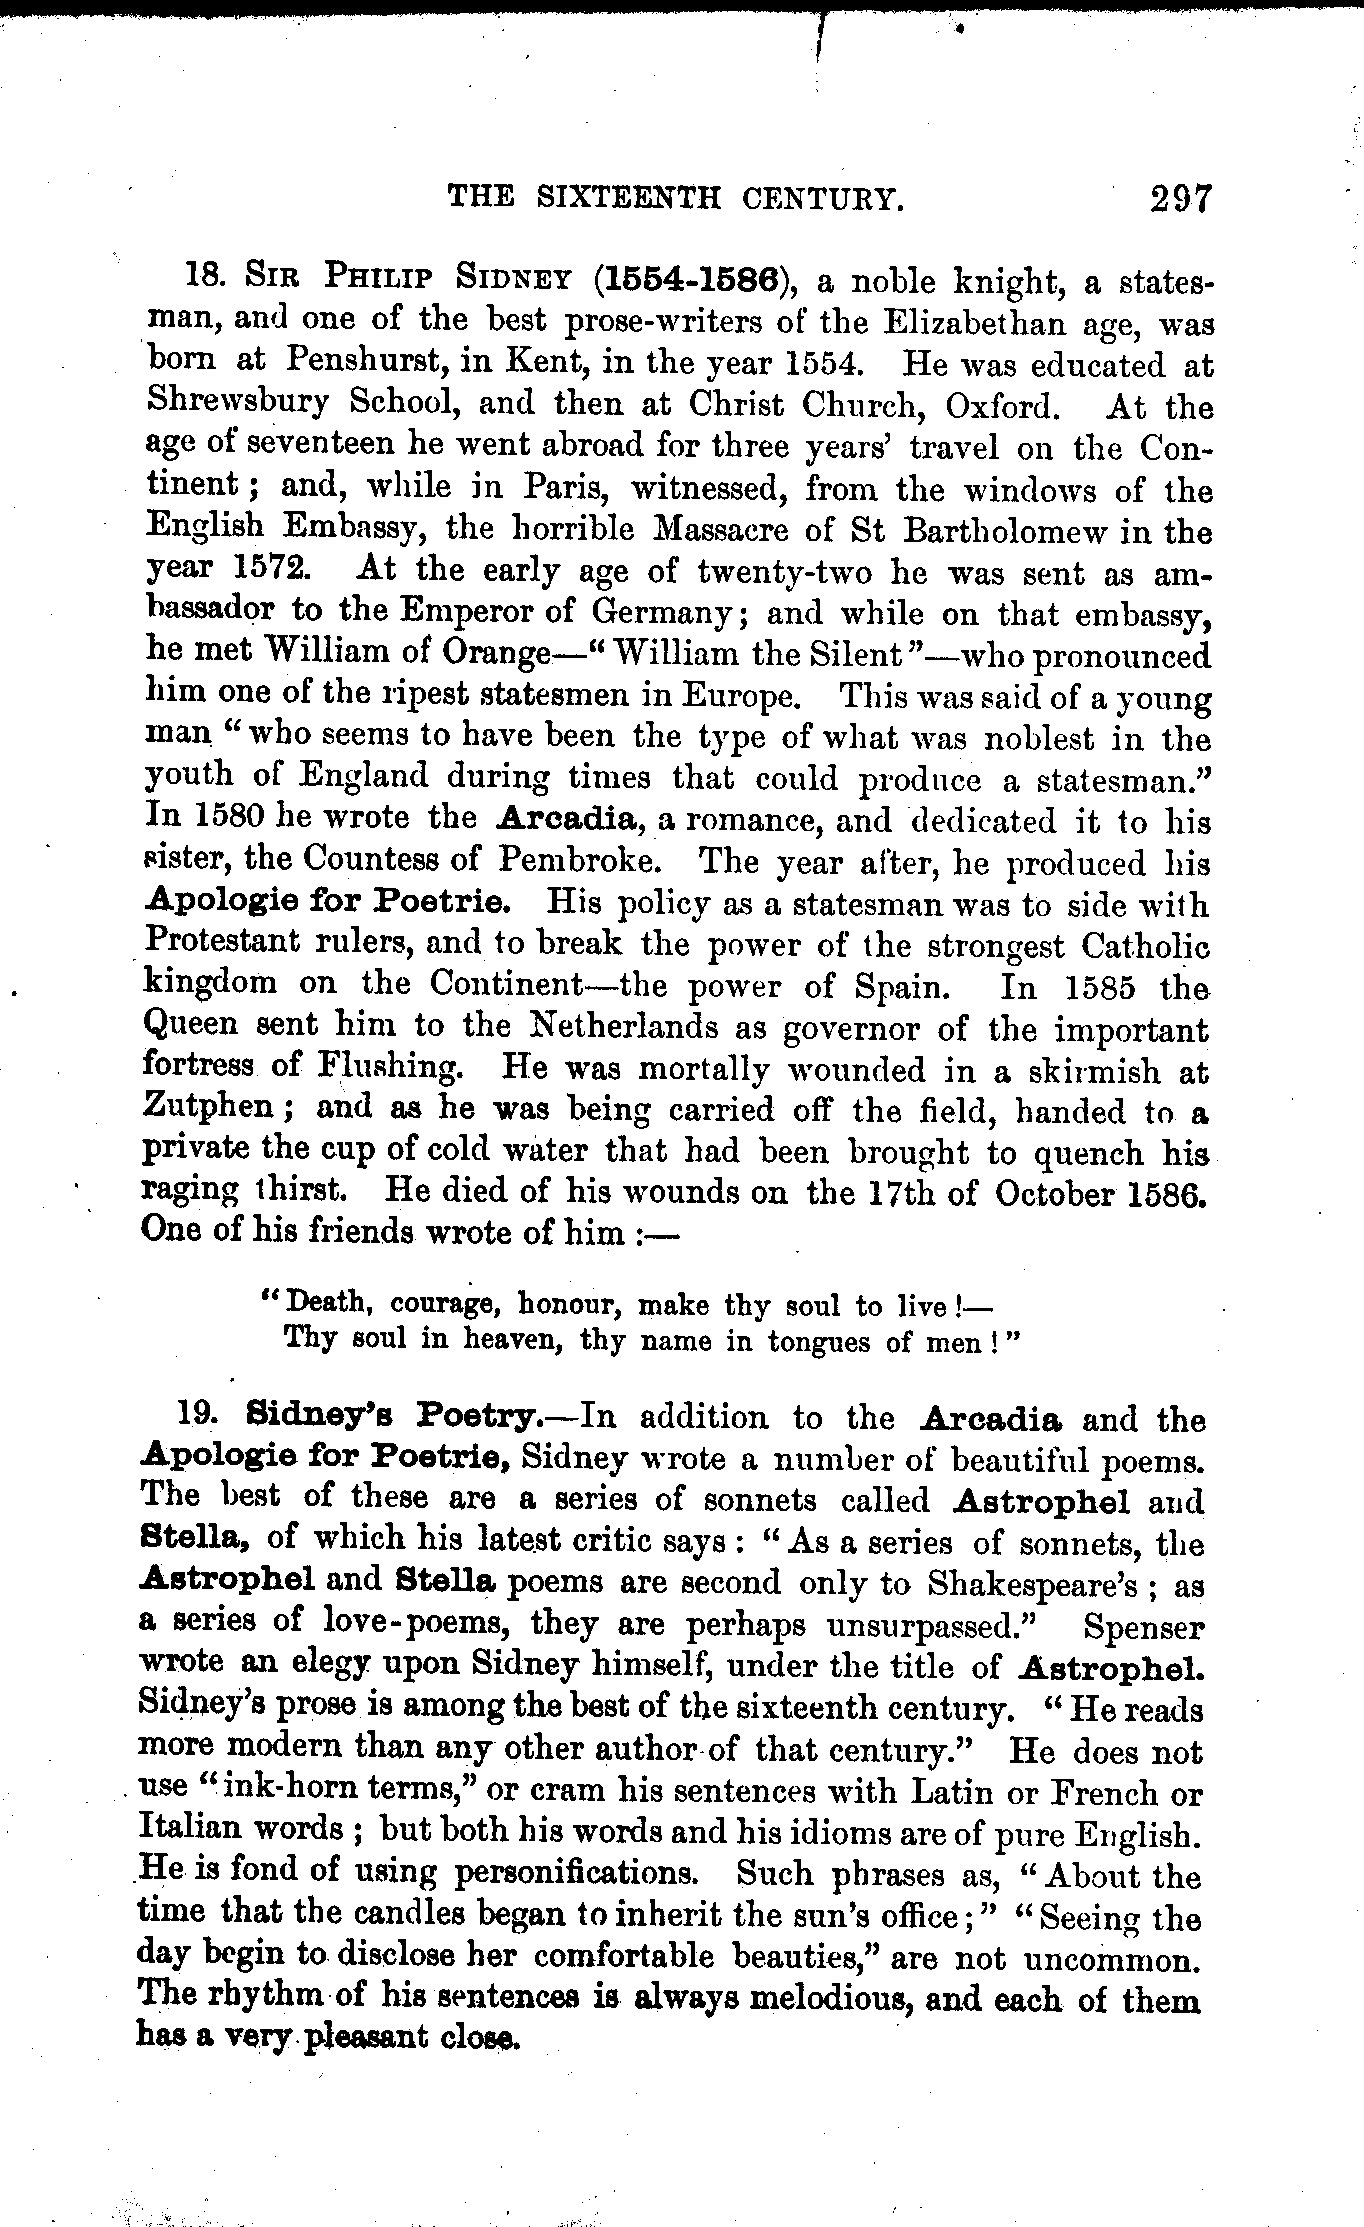 THE SIXTEENTH CENTURY. 297
18. SIR PHILIP SIDNEY (1554-1586), a noble knight, a states-
man, and one of the best prose-writers of the Elizabethan age, was
born at Penshurst, in Kent, in the year 1554. He was educated at
Shrewsbury School, and then at Christ Church, Oxford. At the
age of seventeen he went abroad for three years' travel on the Con-
tinent; and, while in Paris, witnessed, from the windows of the
English Embassy, the horrible Massacre of St Bartholomew in the
year 1572. At the early age of twenty-two he was sent as am-
bassador to the Emperor of Germany; and while on that embassy,
he met William of Orange—"William the Silent"—who pronounced
him one of the ripest statesmen in Europe. This was said of a young
man "who seems to have been the type of what was noblest in the
youth of England during times that could produce a statesman."
In 1580 he wrote the Arcadia, a romance, and dedicated it to his
sister, the Countess of Pembroke. The year after, he produced his
Apologie for Poetrie. His policy as a statesman was to side with
Protestant rulers, and to break the power of the strongest Catholic
kingdom on the Continent—the power of Spain. In 1585 the
Queen sent him to the Netherlands as governor of the important
fortress of Flushing. He was mortally wounded in a skirmish at
Zutphen; and as he was being carried off the field, handed to a
private the cup of cold water that had been brought to quench his
raging thirst. He died of his wounds on the 17th of October 1586.
One of his friends wrote of him :—
"Death, courage, honour, make thy soul to live!—
Thy soul in heaven, thy name in tongues of men!"
19. Sidney's Poetry.—In addition to the Arcadia and the
Apologie for Poetrie, Sidney wrote a number of beautiful poems.
The best of these are a series of sonnets called Astrophel and
Stella, of which his latest critic says: "As a series of sonnets, the
Astrophel and Stella poems are second only to Shakespeare's; as
a series of love-poems, they are perhaps unsurpassed." Spenser
wrote an elegy upon Sidney himself, under the title of Astrophel.
Sidney's prose is among the best of the sixteenth century. "He reads
more modern than any other author of that century." He does not
use "ink-horn terms," or cram his sentences with Latin or French or
Italian words; but both his words and his idioms are of pure English.
He is fond of using personifications. Such phrases as, "About the
time that the candles began to inherit the sun's office;" "Seeing the
day begin to disclose her comfortable beauties," are not uncommon.
The rhythm of his sentences is always melodious, and each of them
has a very pleasant close.